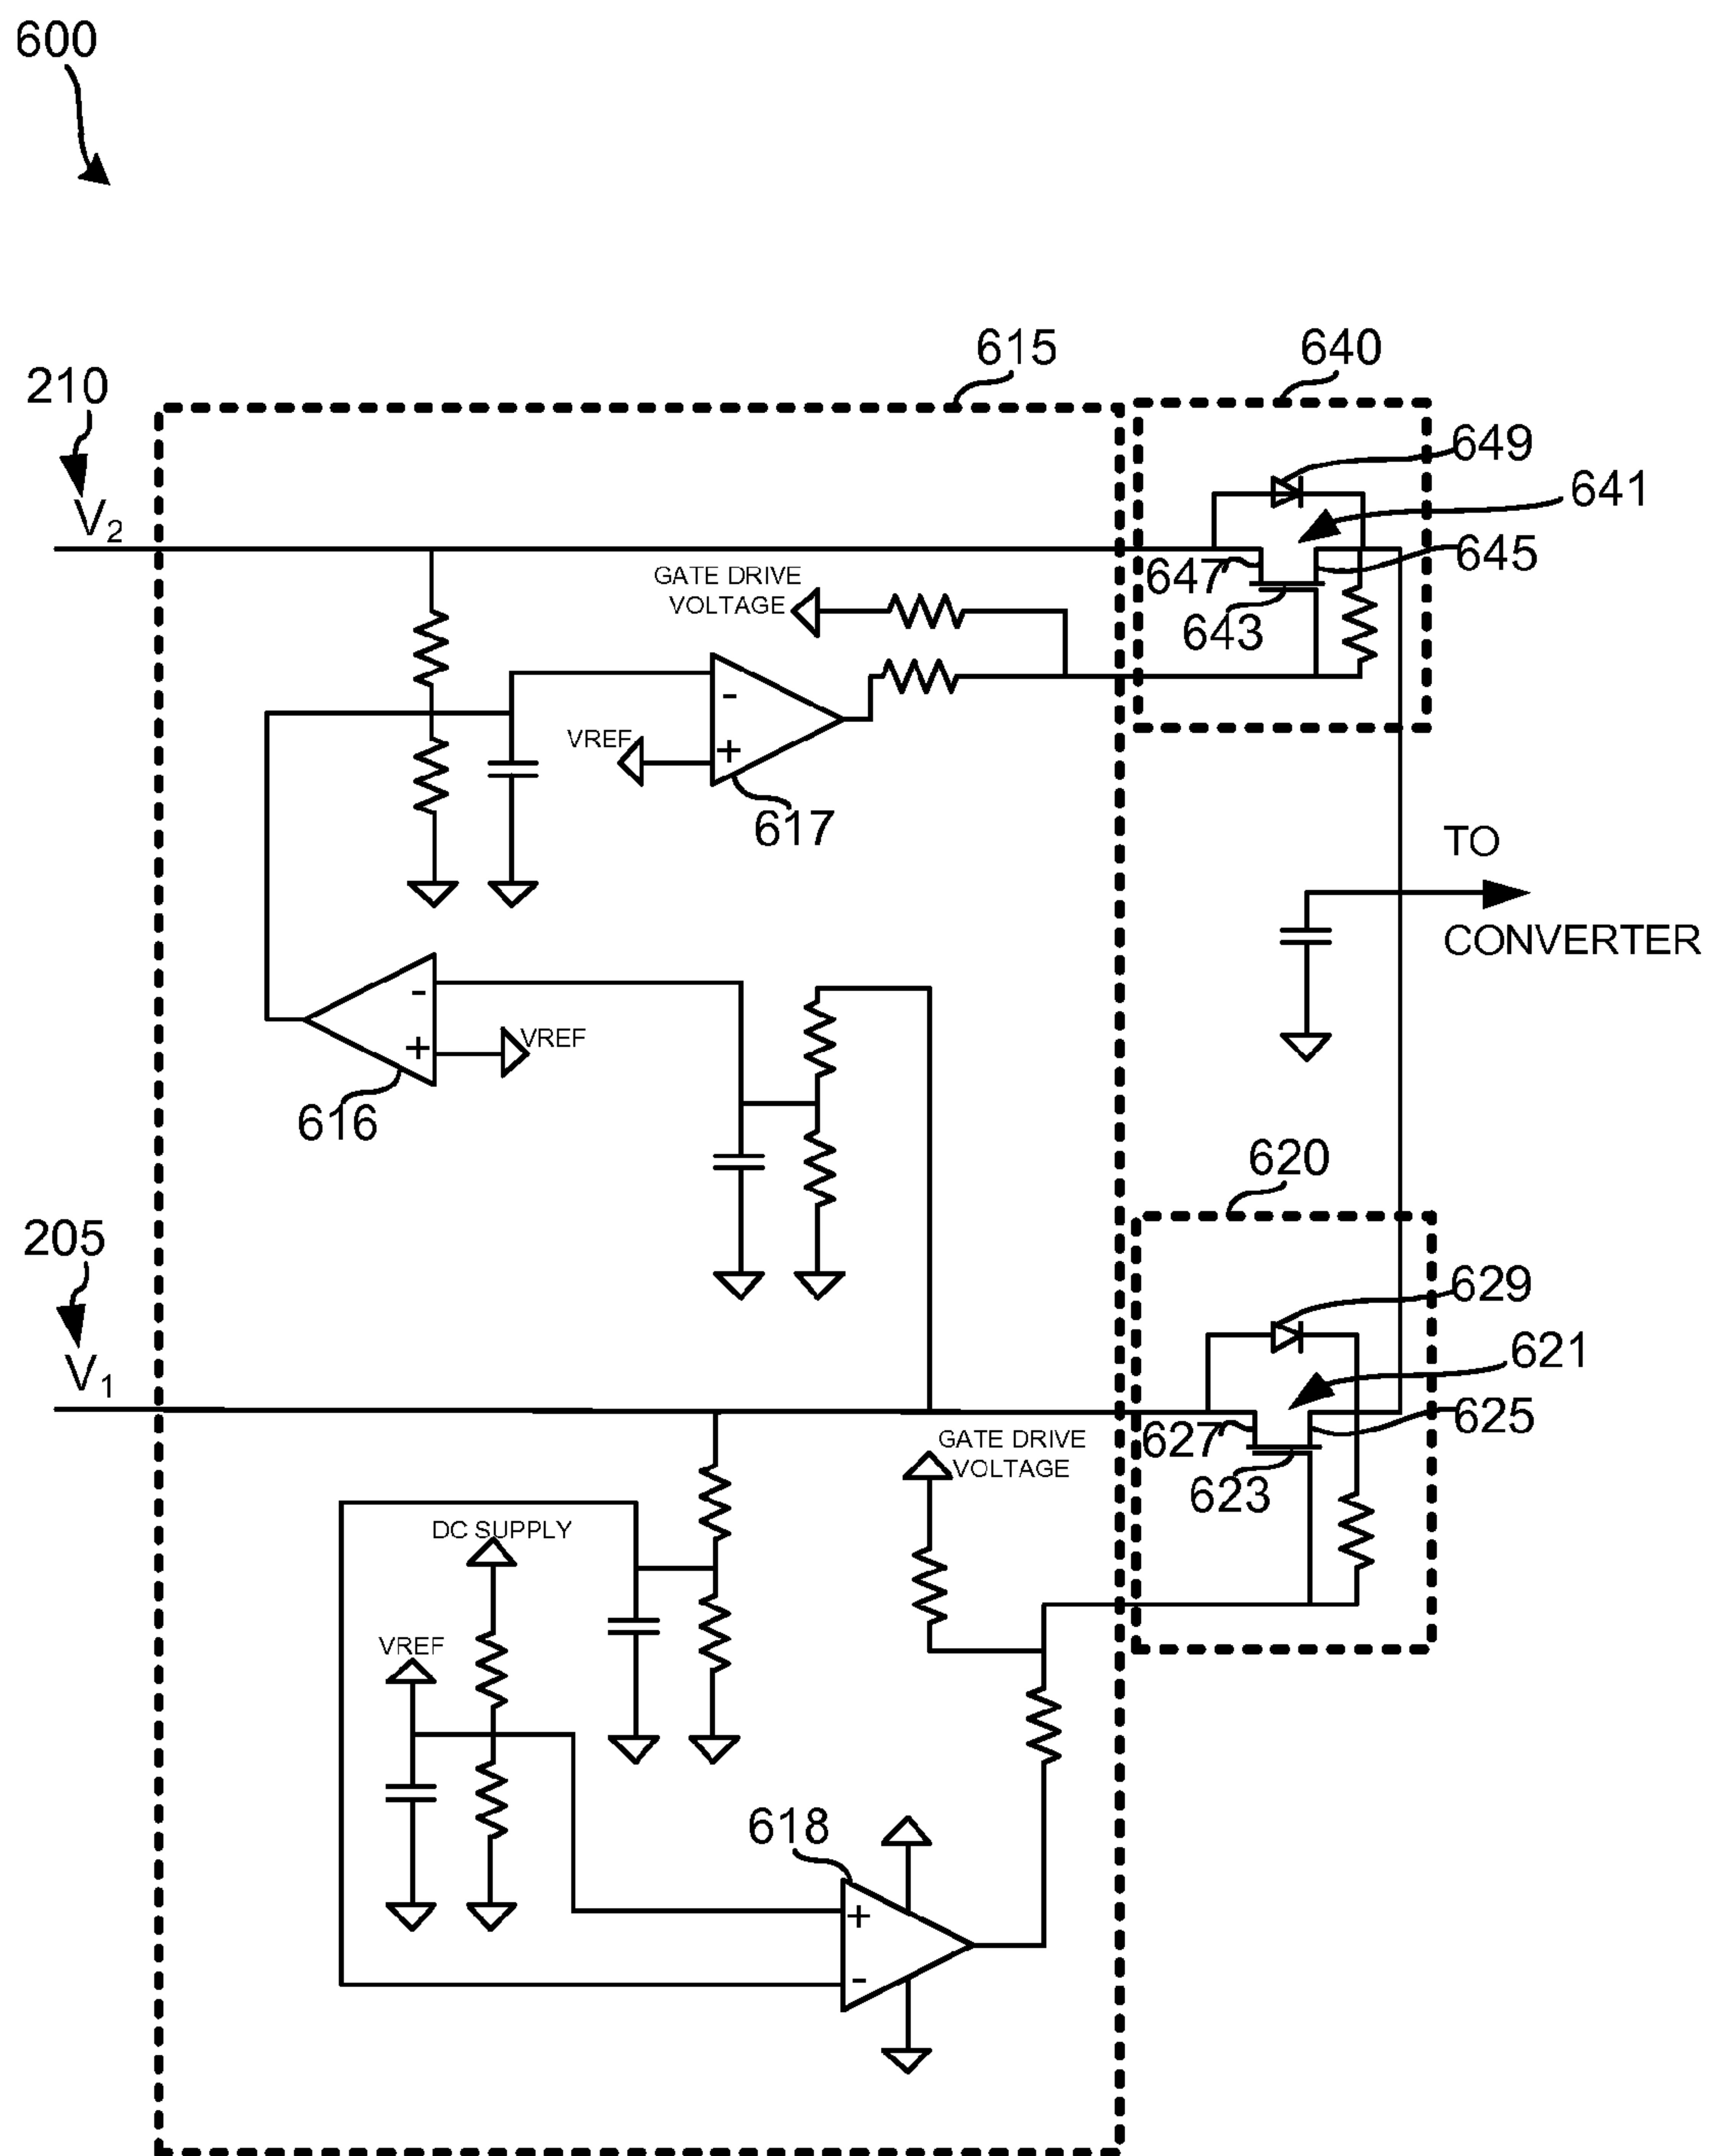 600
615
640
210
649
641
V2
GATE DRIVE
VOLTAGE
647
645
643
-
VREF
+
617
TO
CONVERTER
-
+
VREF
616
620
205
629
621
V1
627
625
GATE DRIVE
VOLTAGE
623
DC SUPPLY
VREF
618
+
-